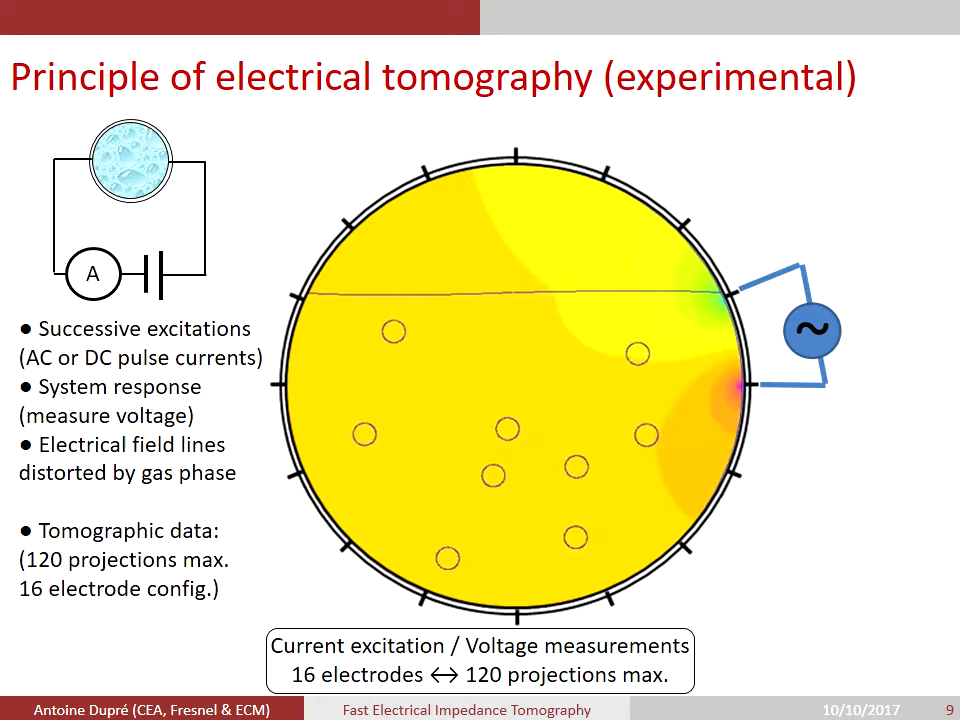 Principle of electrical tomography (experimental)
A
● Successive excitations
(AC or DC pulse currents)
● System response
(measure voltage)
● Electrical field lines
distorted by gas phase
● Tomographic data:
(120 projections max.
16 electrode config.)
~
Current excitation / Voltage measurements
16 electrodes ↔ 120 projections max.
Antoine Dupré (CEA, Fresnel & ECM)
Fast Electrical Impedance Tomography
10/10/2017
9